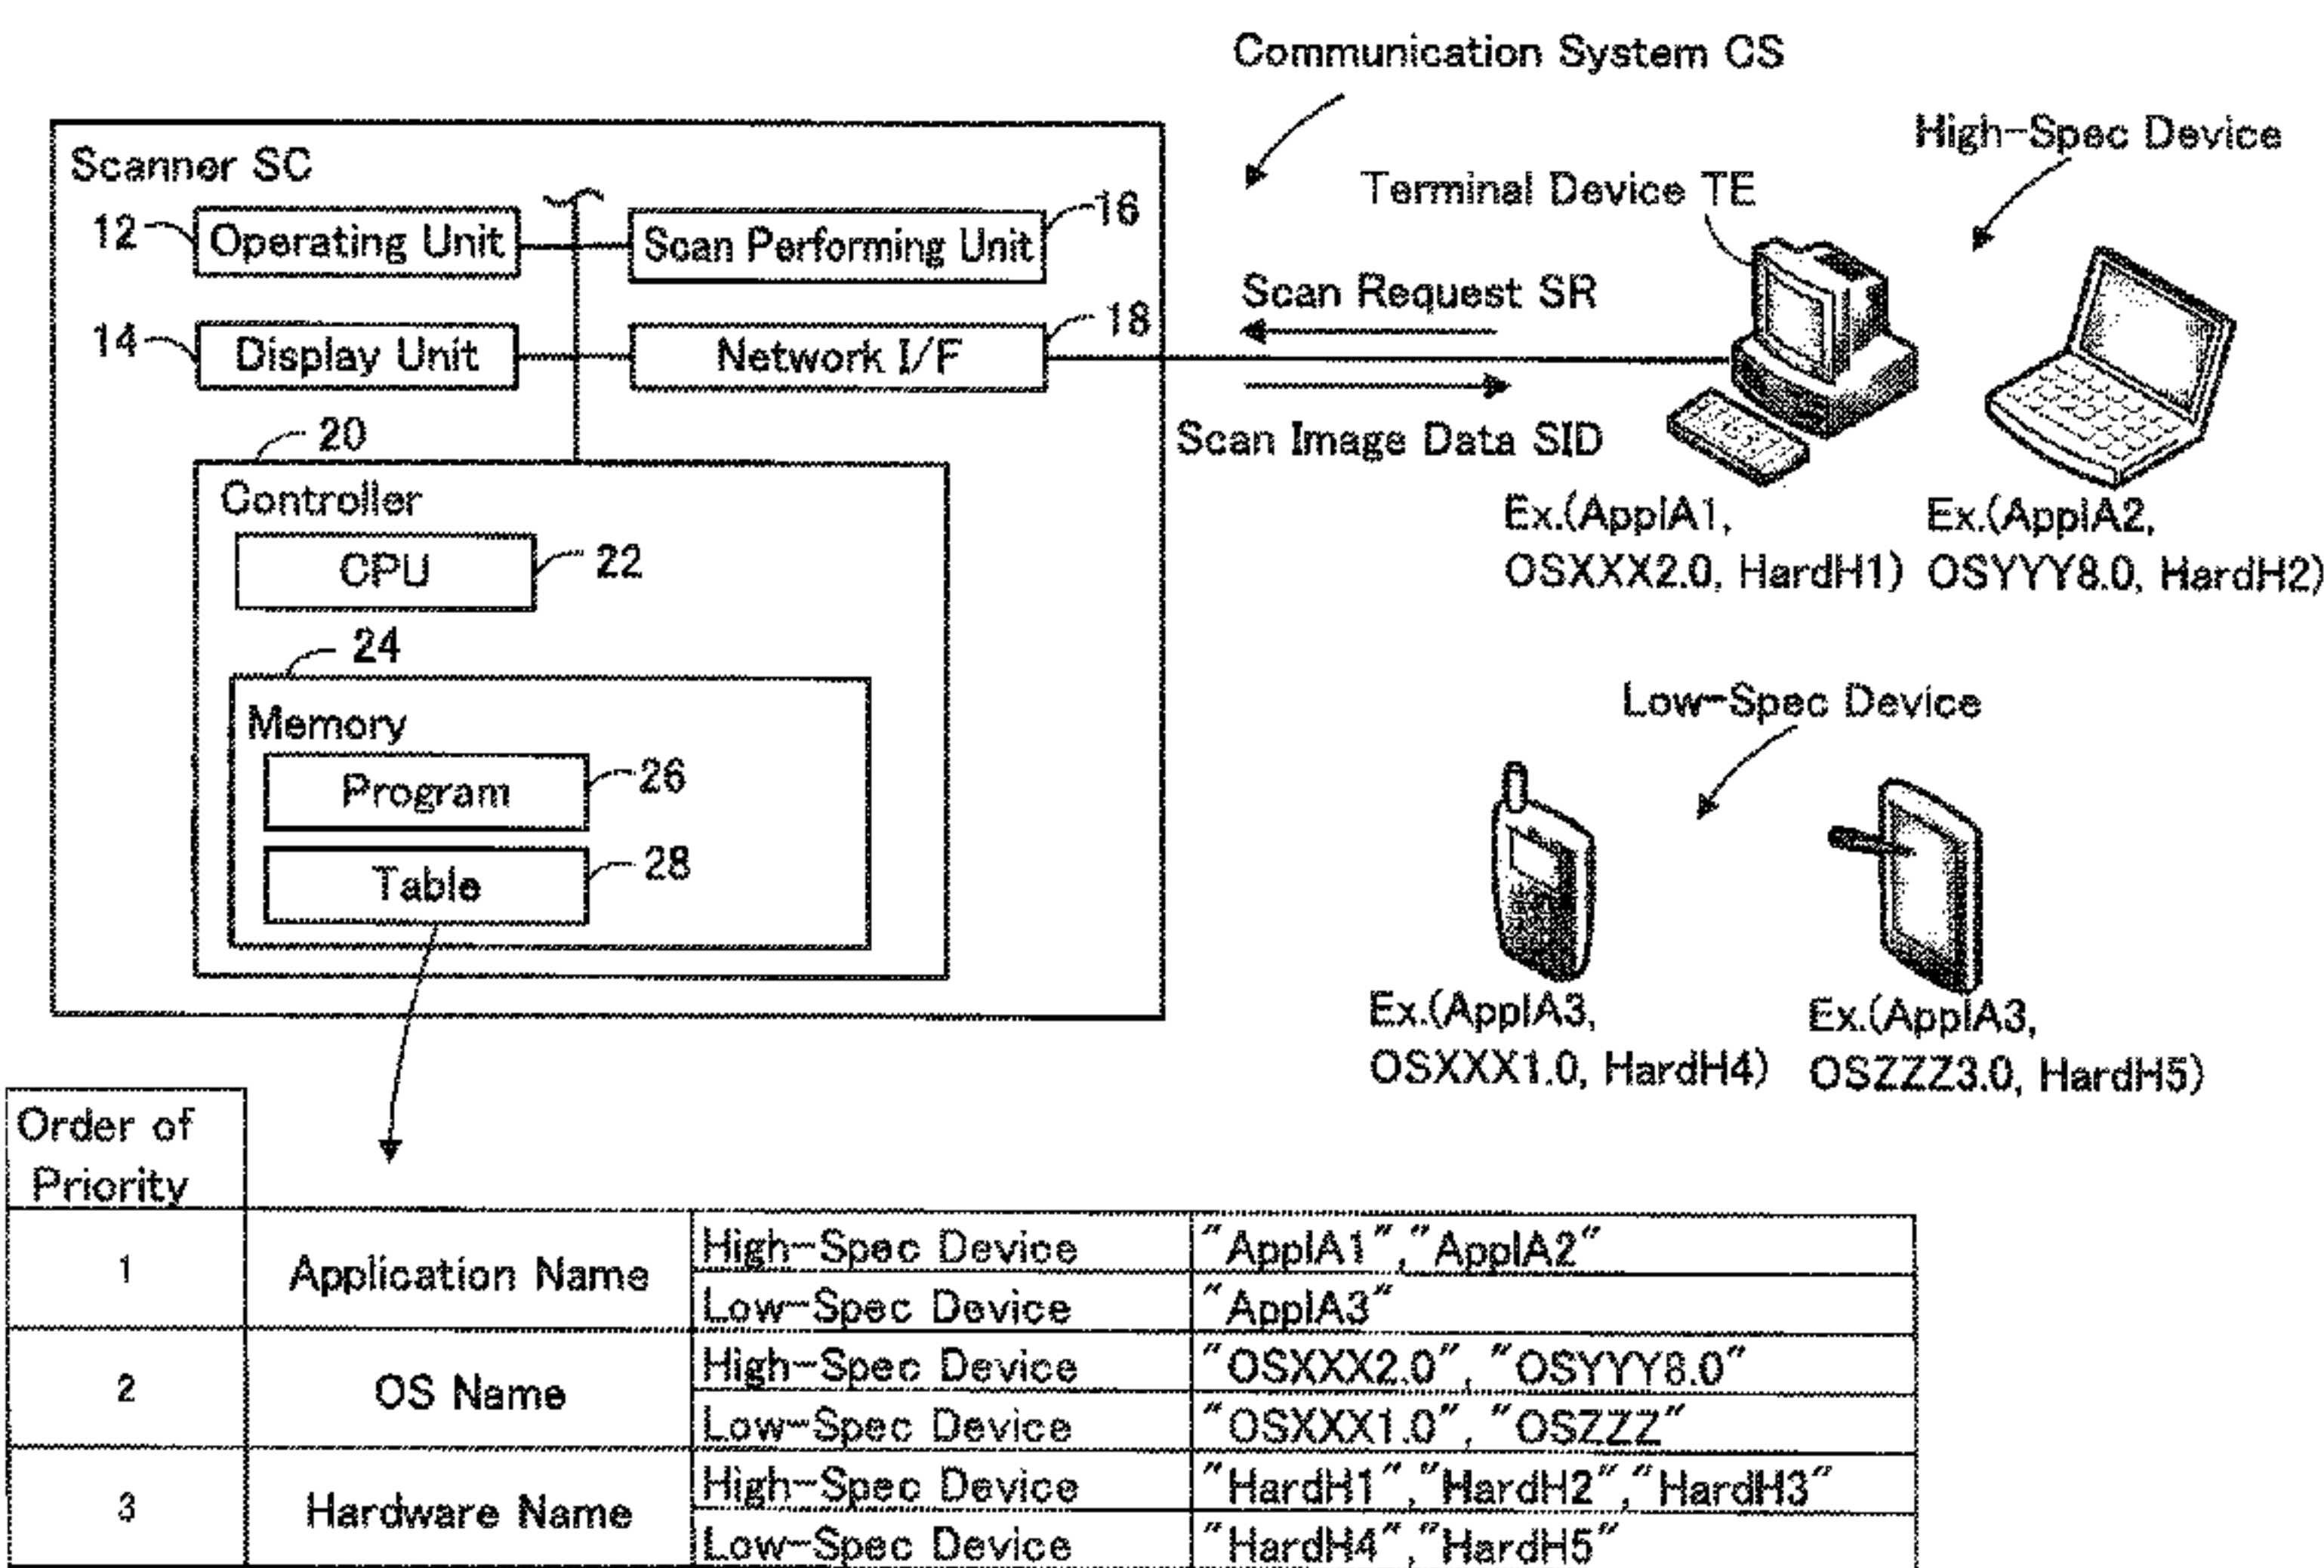 Communication System CS
High-Spec Device
Terminal Device TE
Scanner SC
12
Operating Unit
Scan Performing Unit
16
14
Display Unit
Network I/F
18
Scan Request SR
Scan Image Data SID
Ex.(ApplA1,
OSXXX2.0, HardH1)
Ex.(ApplA2,
OSYYY8.0, HardH2)
20
Controller
CPU
22
24
Memory
Program
26
Table
28
Low-Spec Device
Ex.(ApplA3,
OSXXX1.0, HardH4)
Ex.(ApplA3,
OSZZZ3.0, HardH5)
Order of
Priority
1
Application Name
High-Spec Device
"ApplA1","ApplA2"
Low-Spec Device
"ApplA3"
2
OS Name
High-Spec Device
"OSXXX2.0", "OSYYY8.0"
Low-Spec Device
"OSXXX1.0", "OSZZZ"
3
Hardware Name
High-Spec Device
"HardH1","HardH2","HardH3"
Low-Spec Device
"HardH4","HardH5"